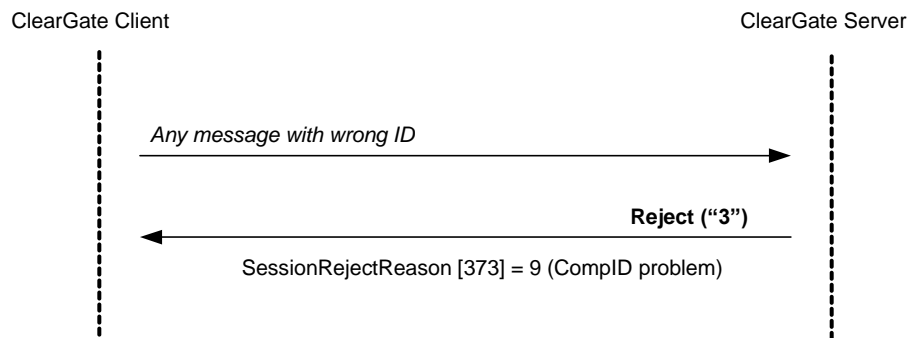 ClearGate Client
ClearGate Server
Any message with wrong ID
Reject (“3”)
SessionRejectReason [373] = 9 (CompID problem)